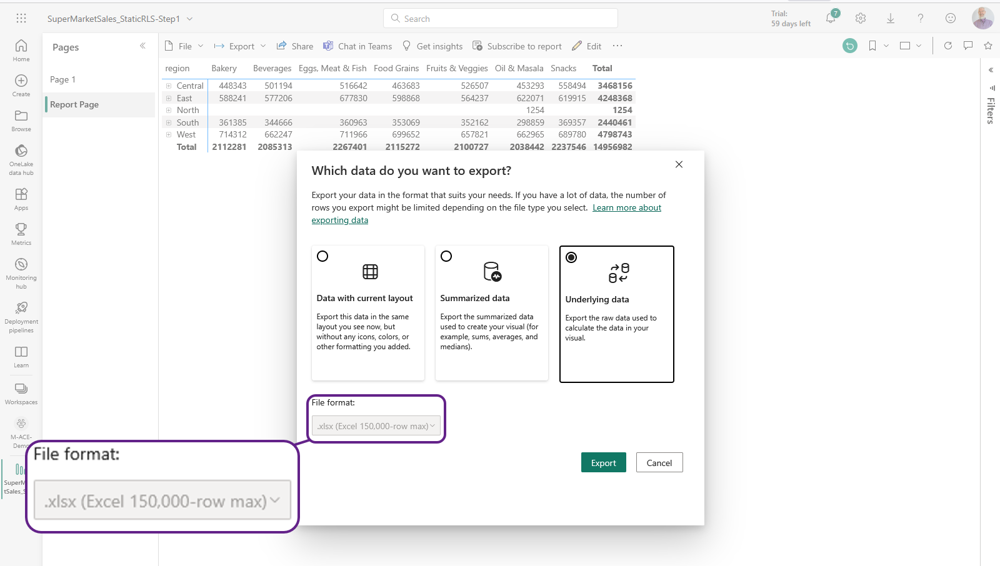 SuperMarketSales_StaticRLS-Step1
Search
Trial:
59 days left
7
Home
Create
Browse
OneLake
data hub
Apps
Metrics
Monitoring
hub
Deployment
pipelines
Learn
Workspaces
M-ACE-
Demo
SuperM
tSales_S
Pages
Page 1
Report Page
File
Export
Share
Chat in Teams
Get insights
Subscribe to report
Edit
region Bakery Beverages Eggs, Meat & Fish Food Grains Fruits & Veggies Oil & Masala Snacks Total
Central 448343 501194 516642 463683 526507 453293 558494 3468156
East 588241 577206 677830 598868 564237 622071 619915 4248368
North 1254 1254
South 361385 344666 360963 353069 352162 298859 369357 2440461
West 714312 662247 711966 699652 657821 662965 689780 4798743
Total 2112281 2085313 2267401 2115272 2100727 2038442 2237546 14956982
Filters
Which data do you want to export?
Export your data in the format that suits your needs. If you have a lot of data, the number of
rows you export might be limited depending on the file type you select. Learn more about
exporting data
Data with current layout
Export this data in the same
layout you see now, but
without any icons, colors, or
other formatting you added.
Summarized data
Export the summarized data
used to create your visual (for
example, sums, averages, and
medians).
Underlying data
Export the raw data used to
calculate the data in your
visual.
File format:
.xlsx (Excel 150,000-row max)
Export
Cancel
File format:
.xlsx (Excel 150,000-row max)